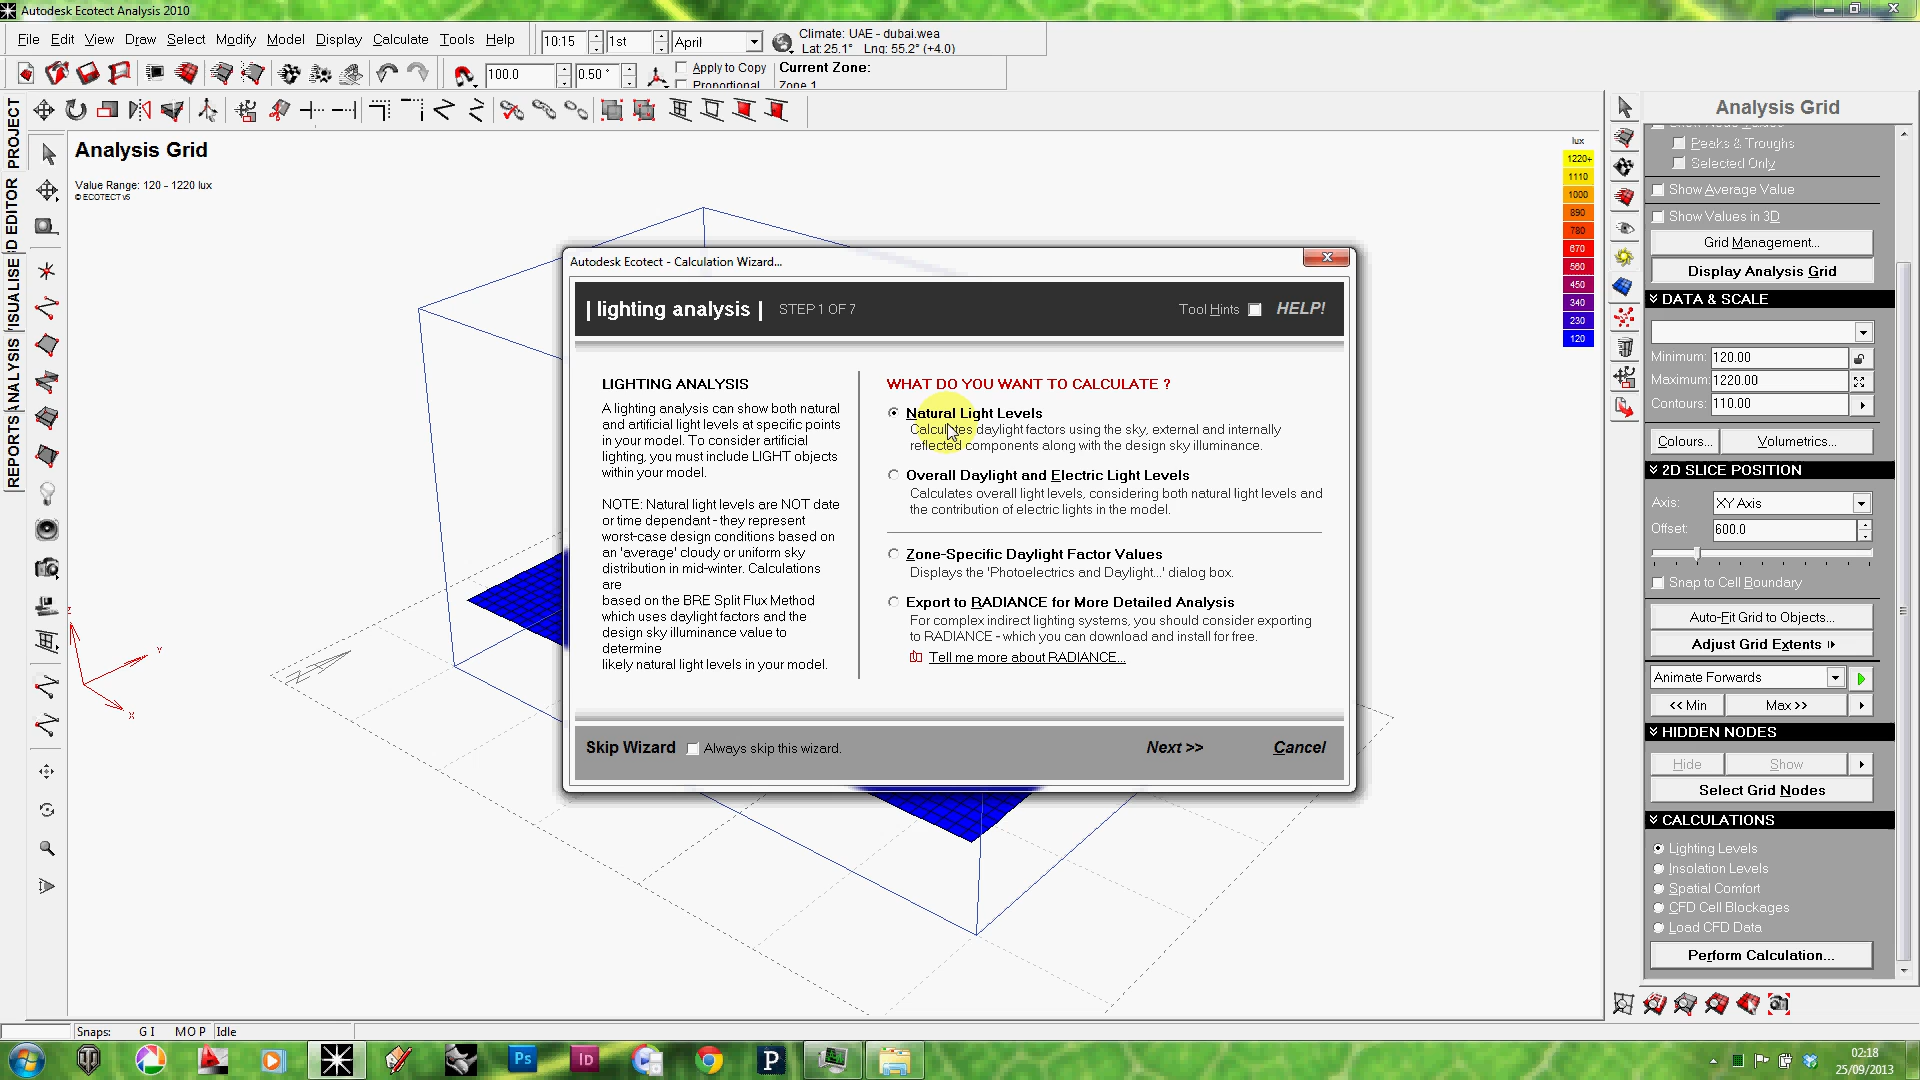 Autodesk Ecotect Analysis 2010
File Edit View Draw Select Modify Model Display Calculate Tools Help
10:15 1st April
Climate: UAE - dubai.wea
Lat: 25.1° Lng: 55.2° (+4.0)
100.0 0.50 °
Apply to Copy
Proportional
Current Zone:
Zone 1
PROJECT
3D EDITOR
VISUALISE
ANALYSIS
REPORTS
Analysis Grid
Value Range: 120 - 1220 lux
© ECOTECT v5
lux
1220+
1110
1000
890
780
670
560
450
340
230
120
Z
Y
X
Autodesk Ecotect - Calculation Wizard...
| lighting analysis | STEP 1 OF 7
Tool Hints HELP!
LIGHTING ANALYSIS
A lighting analysis can show both natural
and artificial light levels at specific points
in your model. To consider artificial
lighting, you must include LIGHT objects
within your model.
NOTE: Natural light levels are NOT date
or time dependant - they represent
worst-case design conditions based on
an 'average' cloudy or uniform sky
distribution in mid-winter. Calculations
are
based on the BRE Split Flux Method
which uses daylight factors and the
design sky illuminance value to
determine
likely natural light levels in your model.
WHAT DO YOU WANT TO CALCULATE ?
Natural Light Levels
Calculates daylight factors using the sky, external and internally
reflected components along with the design sky illuminance.
Overall Daylight and Electric Light Levels
Calculates overall light levels, considering both natural light levels and
the contribution of electric lights in the model.
Zone-Specific Daylight Factor Values
Displays the 'Photoelectrics and Daylight...' dialog box.
Export to RADIANCE for More Detailed Analysis
For complex indirect lighting systems, you should consider exporting
to RADIANCE - which you can download and install for free.
Tell me more about RADIANCE...
Skip Wizard Always skip this wizard.
Next >> Cancel
Analysis Grid
Show Node Values
Peaks & Troughs
Selected Only
Show Average Value
Show Values in 3D
Grid Management...
Display Analysis Grid
DATA & SCALE
Minimum: 120.00
Maximum: 1220.00
Contours: 110.00
Colours... Volumetrics...
2D SLICE POSITION
Axis: XY Axis
Offset: 600.0
Snap to Cell Boundary
Auto-Fit Grid to Objects...
Adjust Grid Extents
Animate Forwards
<< Min Max >>
HIDDEN NODES
Hide Show
Select Grid Nodes
CALCULATIONS
Lighting Levels
Insolation Levels
Spatial Comfort
CFD Cell Blockages
Load CFD Data
Perform Calculation...
Snaps: G I M O P Idle
Ps Id P
02:18
25/09/2013